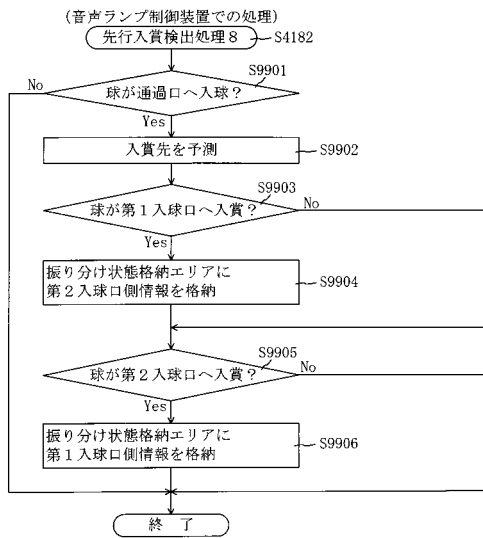 (音声ランプ制御装置での処理)
先行入賞検出処理8
S4182
S9901
No
球が通過口へ入球?
Yes
入賞先を予測
S9902
S9903
球が第1入球口へ入賞?
No
Yes
振り分け状態格納エリアに
第2入球口側情報を格納
S9904
S9905
球が第2入球口へ入賞?
No
Yes
振り分け状態格納エリアに
第1入球口側情報を格納
S9906
終 了